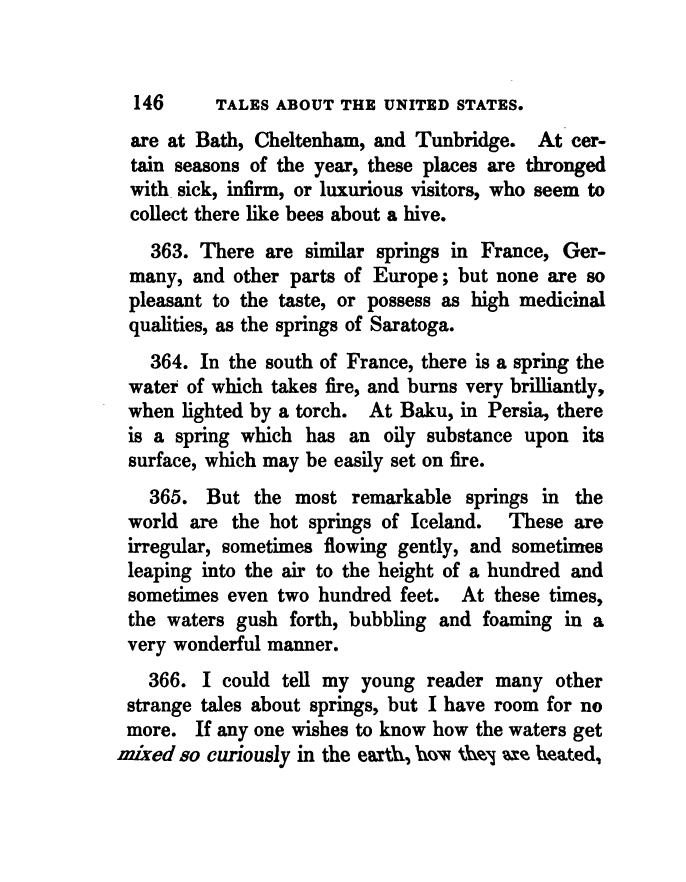 146 TALES ABOUT THE UNITED STATES.
are at Bath, Cheltenham, and Tunbridge. At cer-
tain seasons of the year, these places are thronged
with sick, infirm, or luxurious visitors, who seem to
collect there like bees about a hive.
363. There are similar springs in France, Ger-
many, and other parts of Europe; but none are so
pleasant to the taste, or possess as high medicinal
qualities, as the springs of Saratoga.
364. In the south of France, there is a spring the
water of which takes fire, and burns very brilliantly,
when lighted by a torch. At Baku, in Persia, there
is a spring which has an oily substance upon its
surface, which may be easily set on fire.
365. But the most remarkable springs in the
world are the hot springs of Iceland. These are
irregular, sometimes flowing gently, and sometimes
leaping into the air to the height of a hundred and
sometimes even two hundred feet. At these times,
the waters gush forth, bubbling and foaming in a
very wonderful manner.
366. I could tell my young reader many other
strange tales about springs, but I have room for no
more. If any one wishes to know how the waters get
mixed so curiously in the earth, how they are heated,